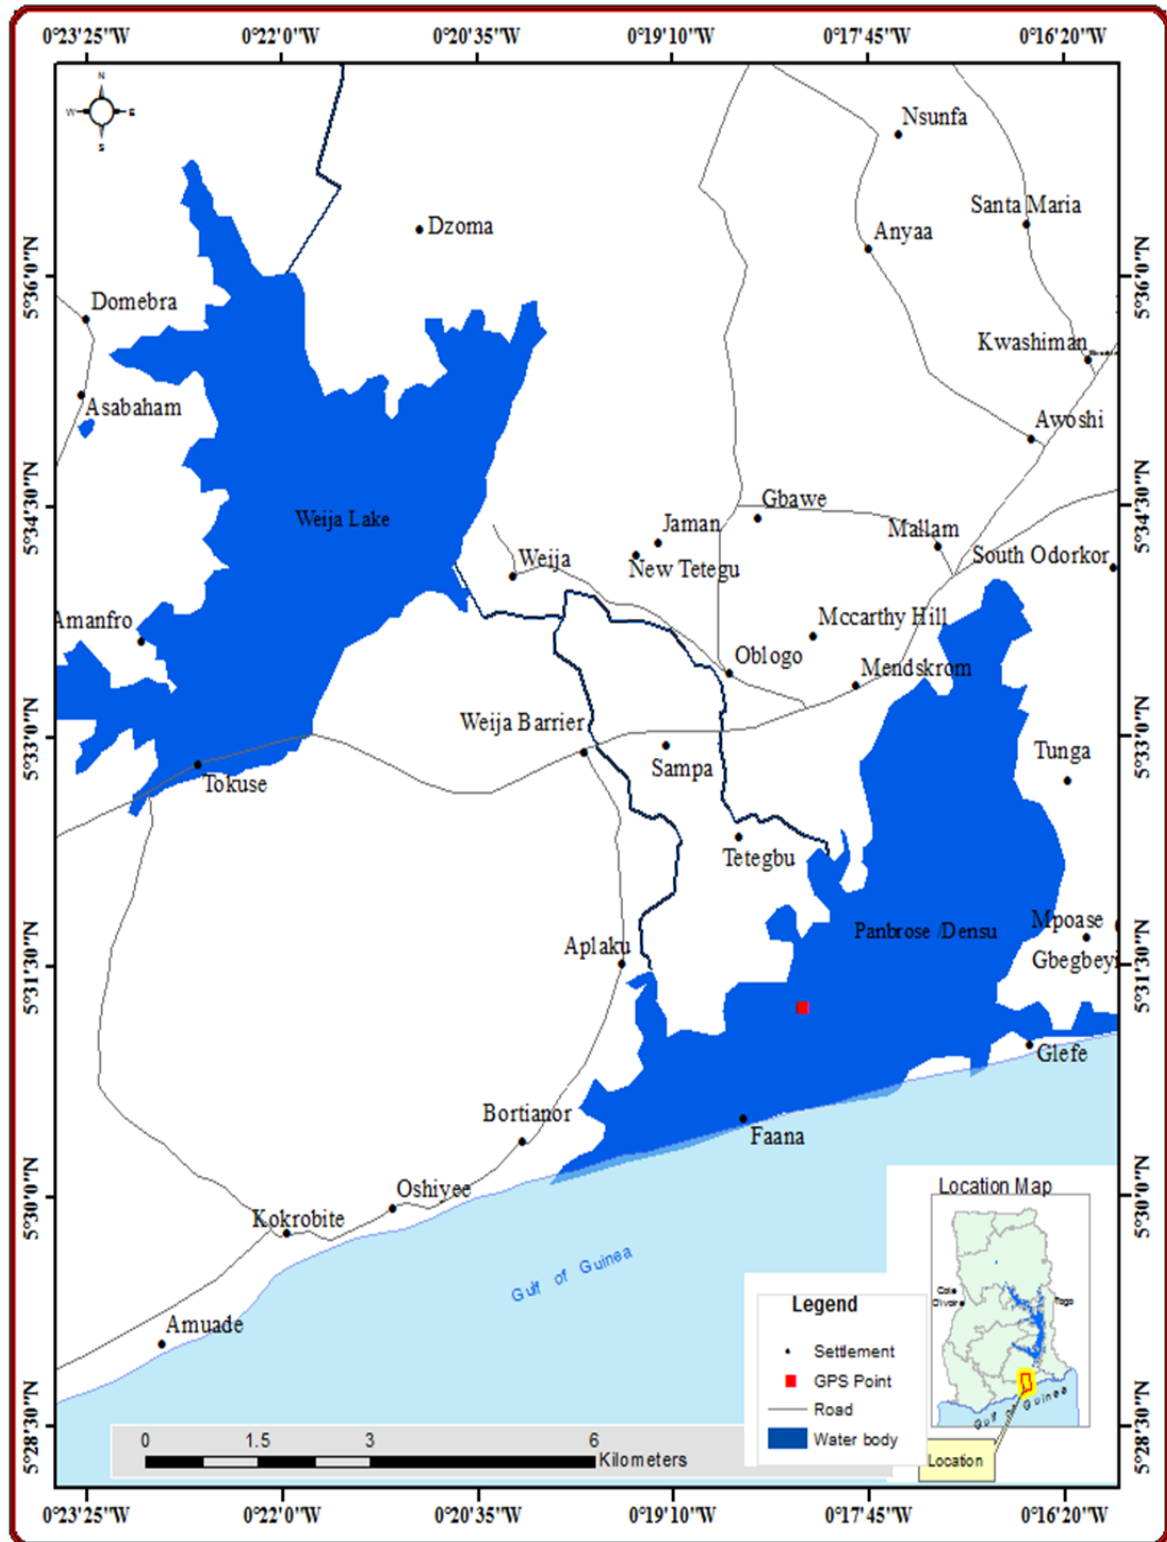 0°23'25"W 0°22'0"W 0°20'35"W 0°19'10"W 0°17'45"W 0°16'20"W
N
W E
S
Nsunfa
Santa Maria
Dzoma
Anyaa
5°36'0"N 5°36'0"N
Domebra
Kwashiman
Asabaham
Awoshi
5°34'30"N 5°34'30"N
Gbawe
Weija Lake
Jaman
Mallam
Weija
New Tetegu
South Odorkor
Amanfro
Mccarthy Hill
Oblogo
Mendskrom
Weija Barrier
5°33'0"N 5°33'0"N
Tunga
Sampa
Tokuse
Tetegbu
Mpoase
Panbrose /Densu
Aplaku
Gbegbeyi
5°31'30"N 5°31'30"N
Glefe
Bortianor
Faana
Oshiyee
5°30'0"N 5°30'0"N
Location Map
Kokrobite
Gulf of Guinea
Togo
Legend
Amuade
Settlement
GPS Point
Gulf of Guinea
Road
5°28'30"N 5°28'30"N
Water body
0 1.5 3 6
Kilometers
Location
0°23'25"W 0°22'0"W 0°20'35"W 0°19'10"W 0°17'45"W 0°16'20"W